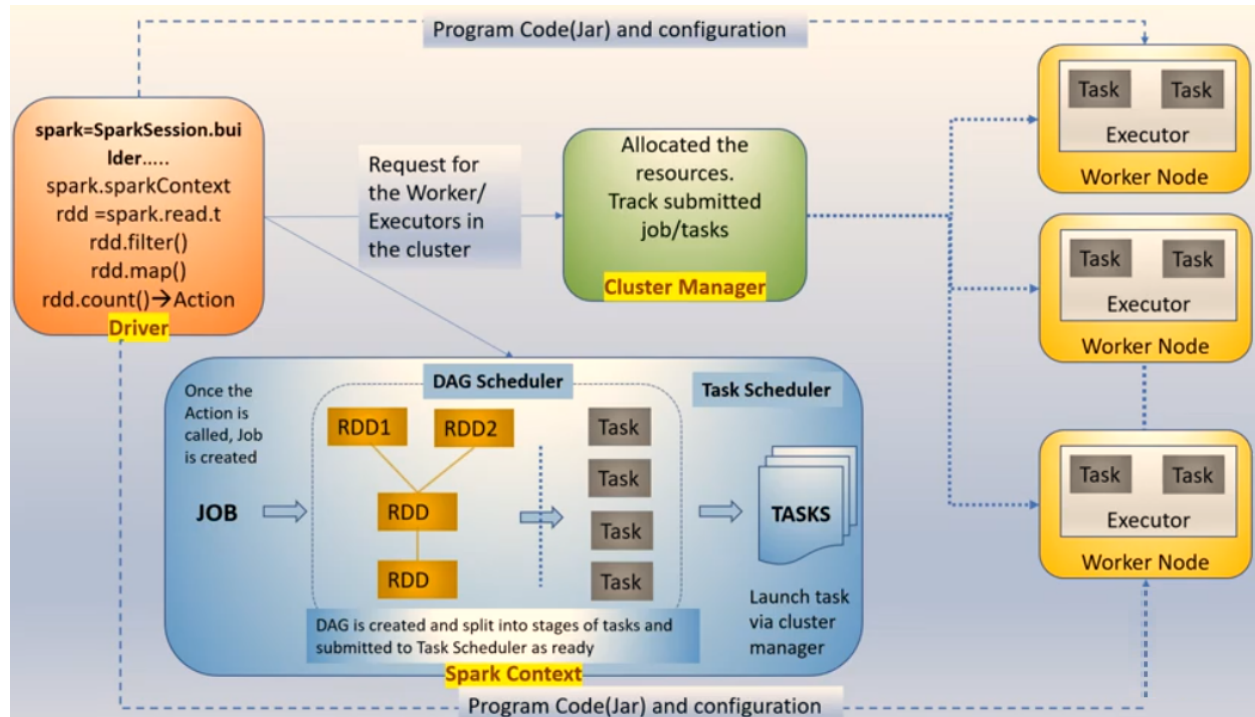 Program Code(Jar) and configuration
spark=SparkSession.bui
lder.....
spark.sparkContext
rdd =spark.read.t
rdd.filter()
rdd.map()
rdd.count()→Action
Driver
Request for
the Worker/
Executors in
the cluster
Allocated the
resources.
Track submitted
job/tasks
Cluster Manager
Task Task
Executor
Worker Node
Task Task
Executor
Worker Node
Task Task
Executor
Worker Node
Once the
Action is
called, Job
is created
JOB
DAG Scheduler
RDD1 RDD2
RDD
RDD
Task
Task
Task
Task
DAG is created and split into stages of tasks and
submitted to Task Scheduler as ready
Task Scheduler
TASKS
Launch task
via cluster
manager
Spark Context
Program Code(Jar) and configuration